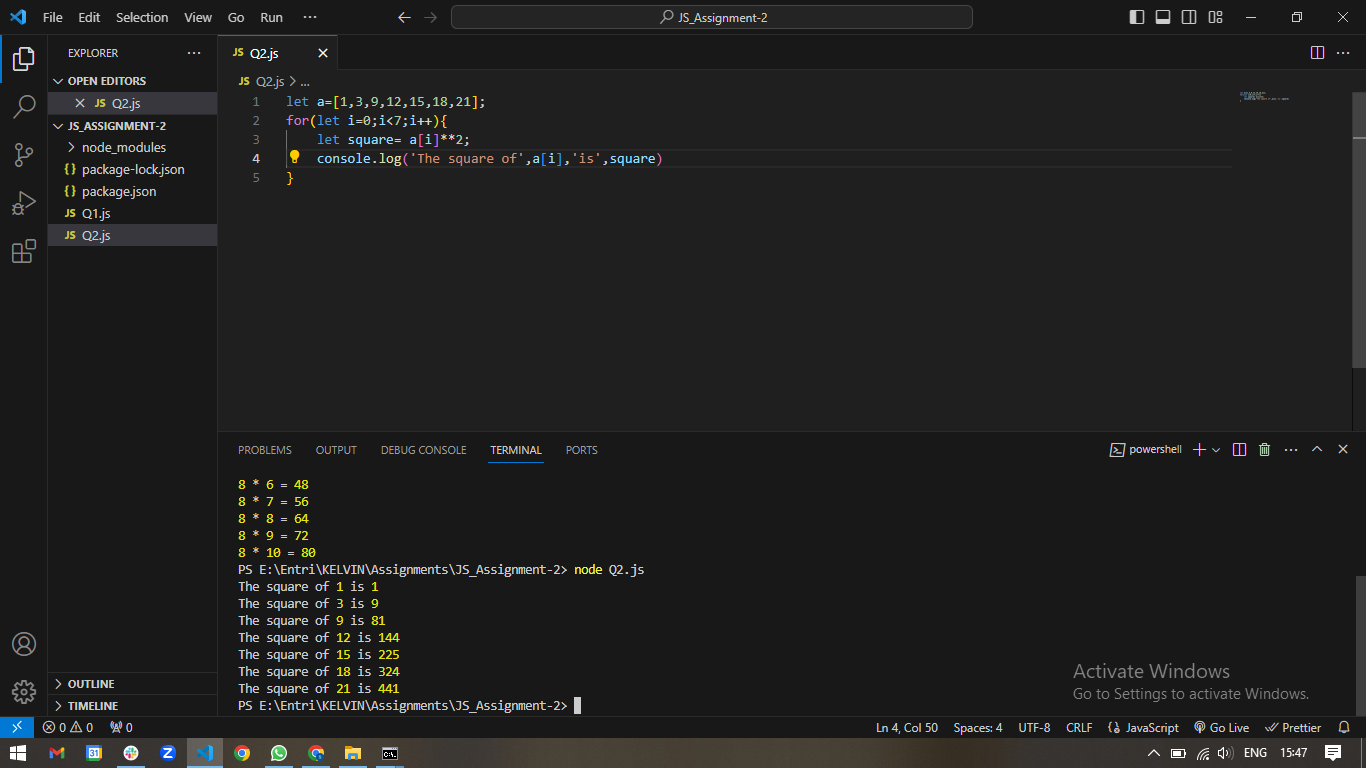 File Edit Selection View Go Run ··· JS_Assignment-2
EXPLORER ···
OPEN EDITORS
JS Q2.js
JS_ASSIGNMENT-2
node_modules
{} package-lock.json
{} package.json
JS Q1.js
JS Q2.js
OUTLINE
TIMELINE
JS Q2.js
JS Q2.js > ...
1 let a=[1,3,9,12,15,18,21];
2 for(let i=0;i<7;i++){
3 let square= a[i]**2;
4 console.log('The square of',a[i],'is',square)
5 }
PROBLEMS OUTPUT DEBUG CONSOLE TERMINAL PORTS powershell
8 * 6 = 48
8 * 7 = 56
8 * 8 = 64
8 * 9 = 72
8 * 10 = 80
PS E:\Entri\KELVIN\Assignments\JS_Assignment-2> node Q2.js
The square of 1 is 1
The square of 3 is 9
The square of 9 is 81
The square of 12 is 144
The square of 15 is 225
The square of 18 is 324
The square of 21 is 441
PS E:\Entri\KELVIN\Assignments\JS_Assignment-2>
Activate Windows
Go to Settings to activate Windows.
0 0 0 Ln 4, Col 50 Spaces: 4 UTF-8 CRLF {} JavaScript Go Live Prettier
31 ENG 15:47